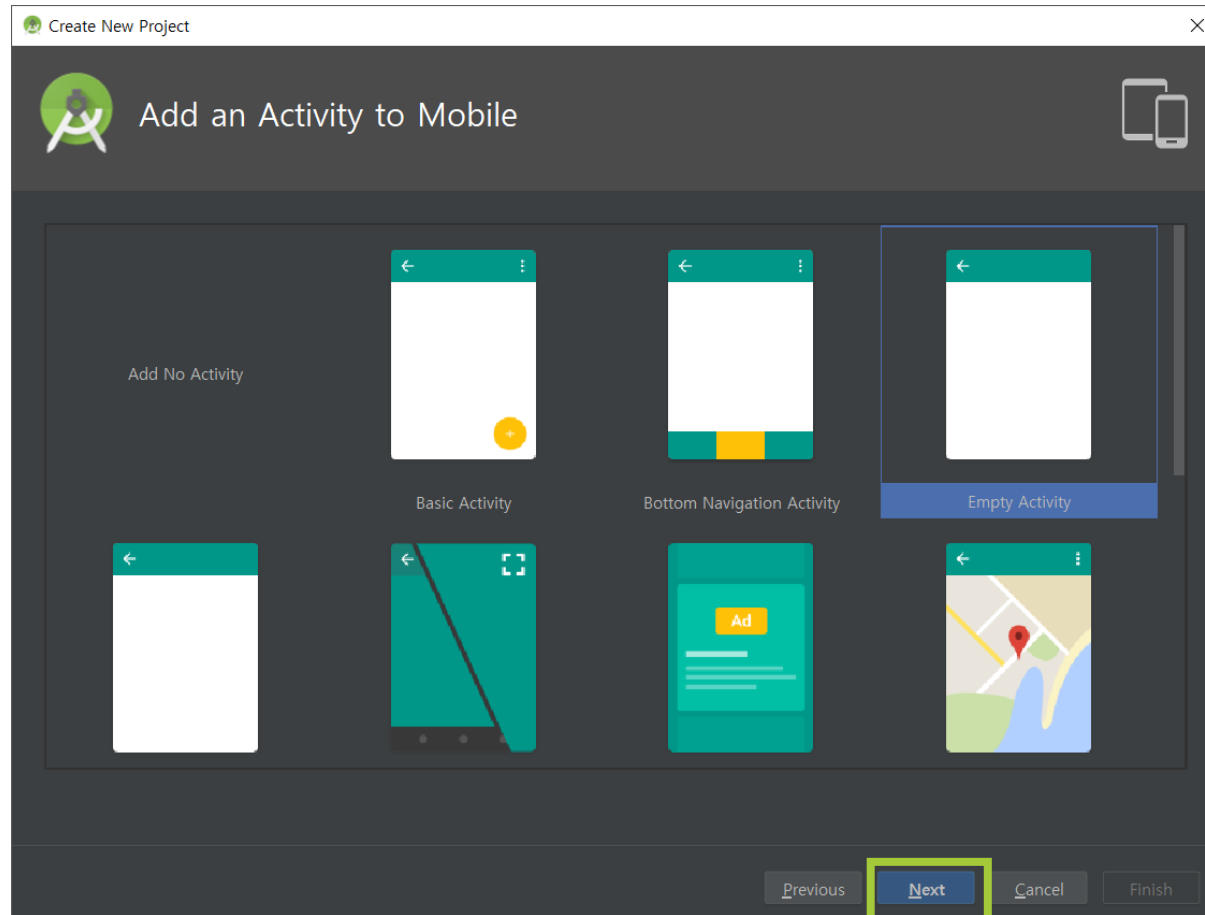 Create New Project
Add an Activity to Mobile
Add No Activity
Basic Activity
Bottom Navigation Activity
Empty Activity
Ad
Previous
Next
Cancel
Finish